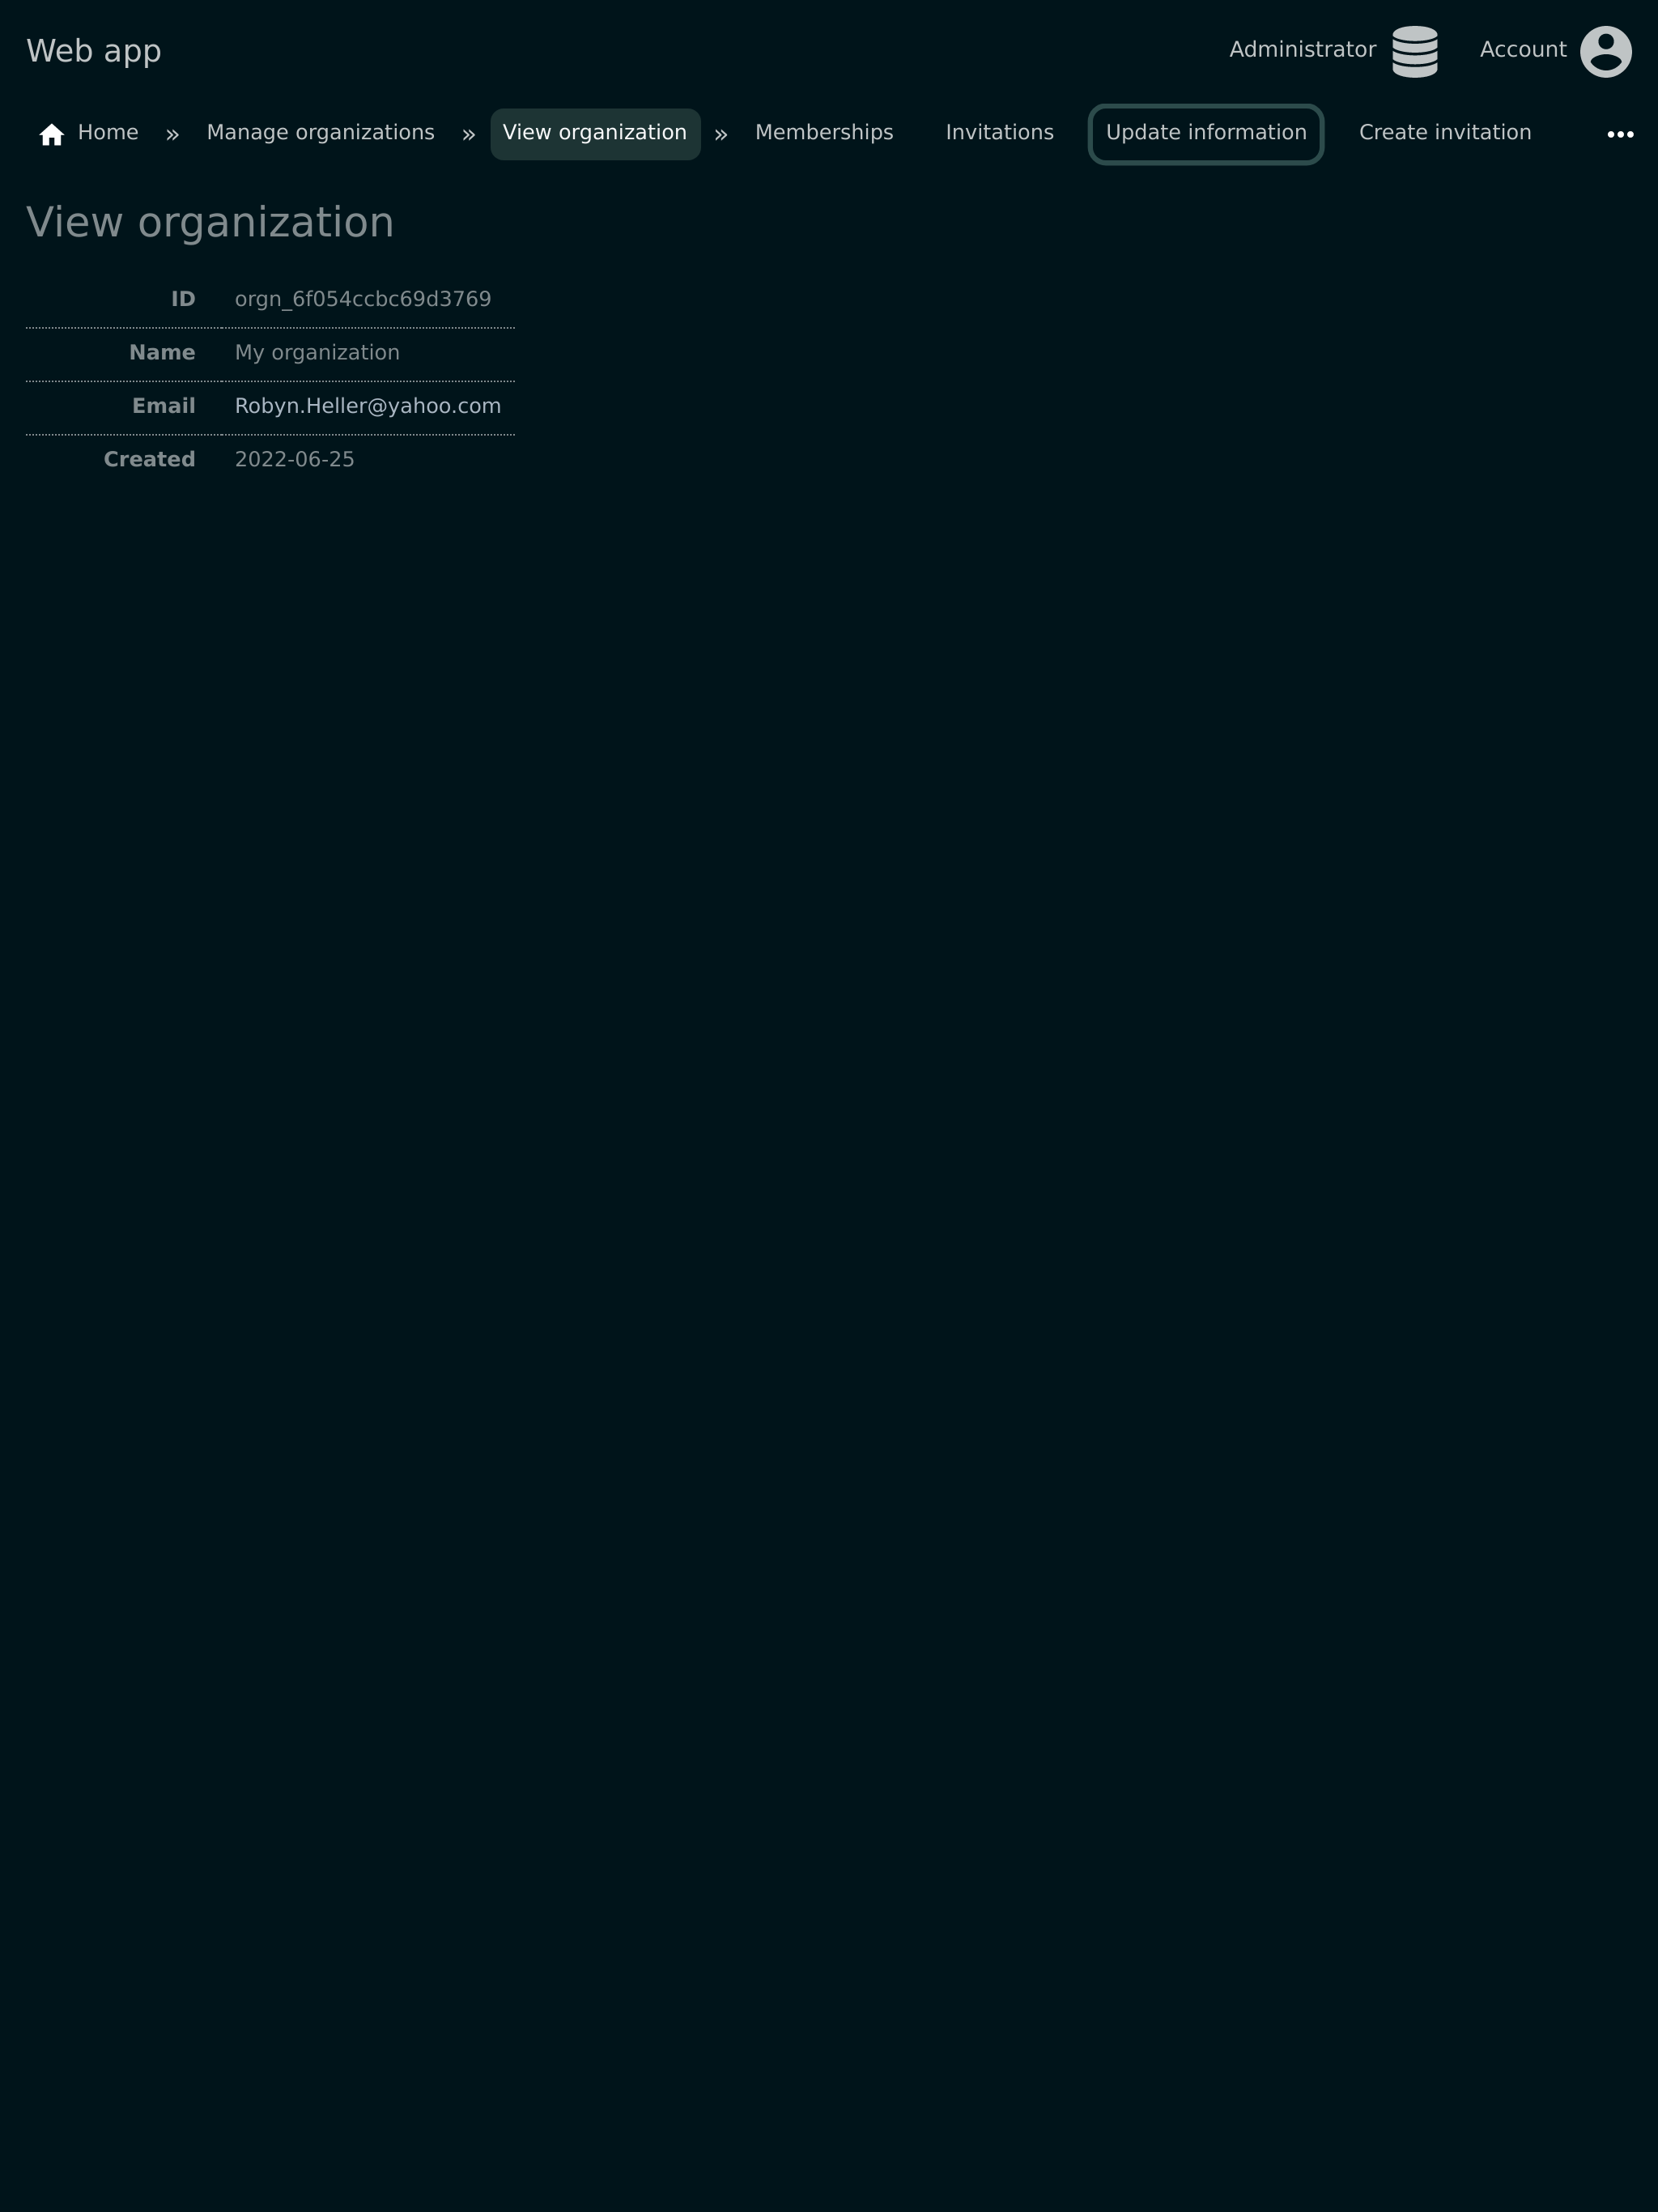 Web app
Administrator
Account
Home » Manage organizations » View organization » Memberships Invitations Update information Create invitation
View organization
ID orgn_6f054ccbc69d3769
Name My organization
Email Robyn.Heller@yahoo.com
Created 2022-06-25